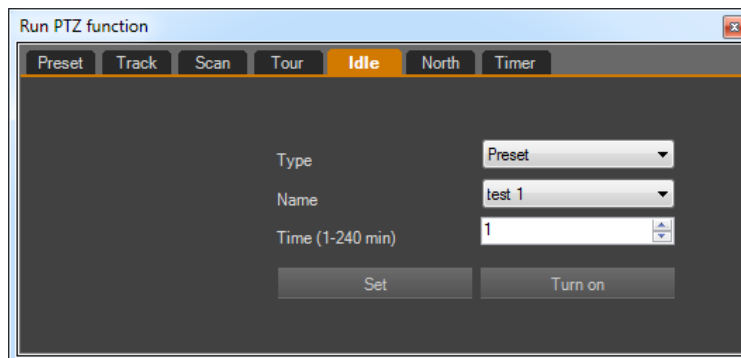 Run PTZ function
Preset Track Scan Tour Idle North Timer
Type Preset
Name test 1
Time (1-240 min) 1
Set Turn on